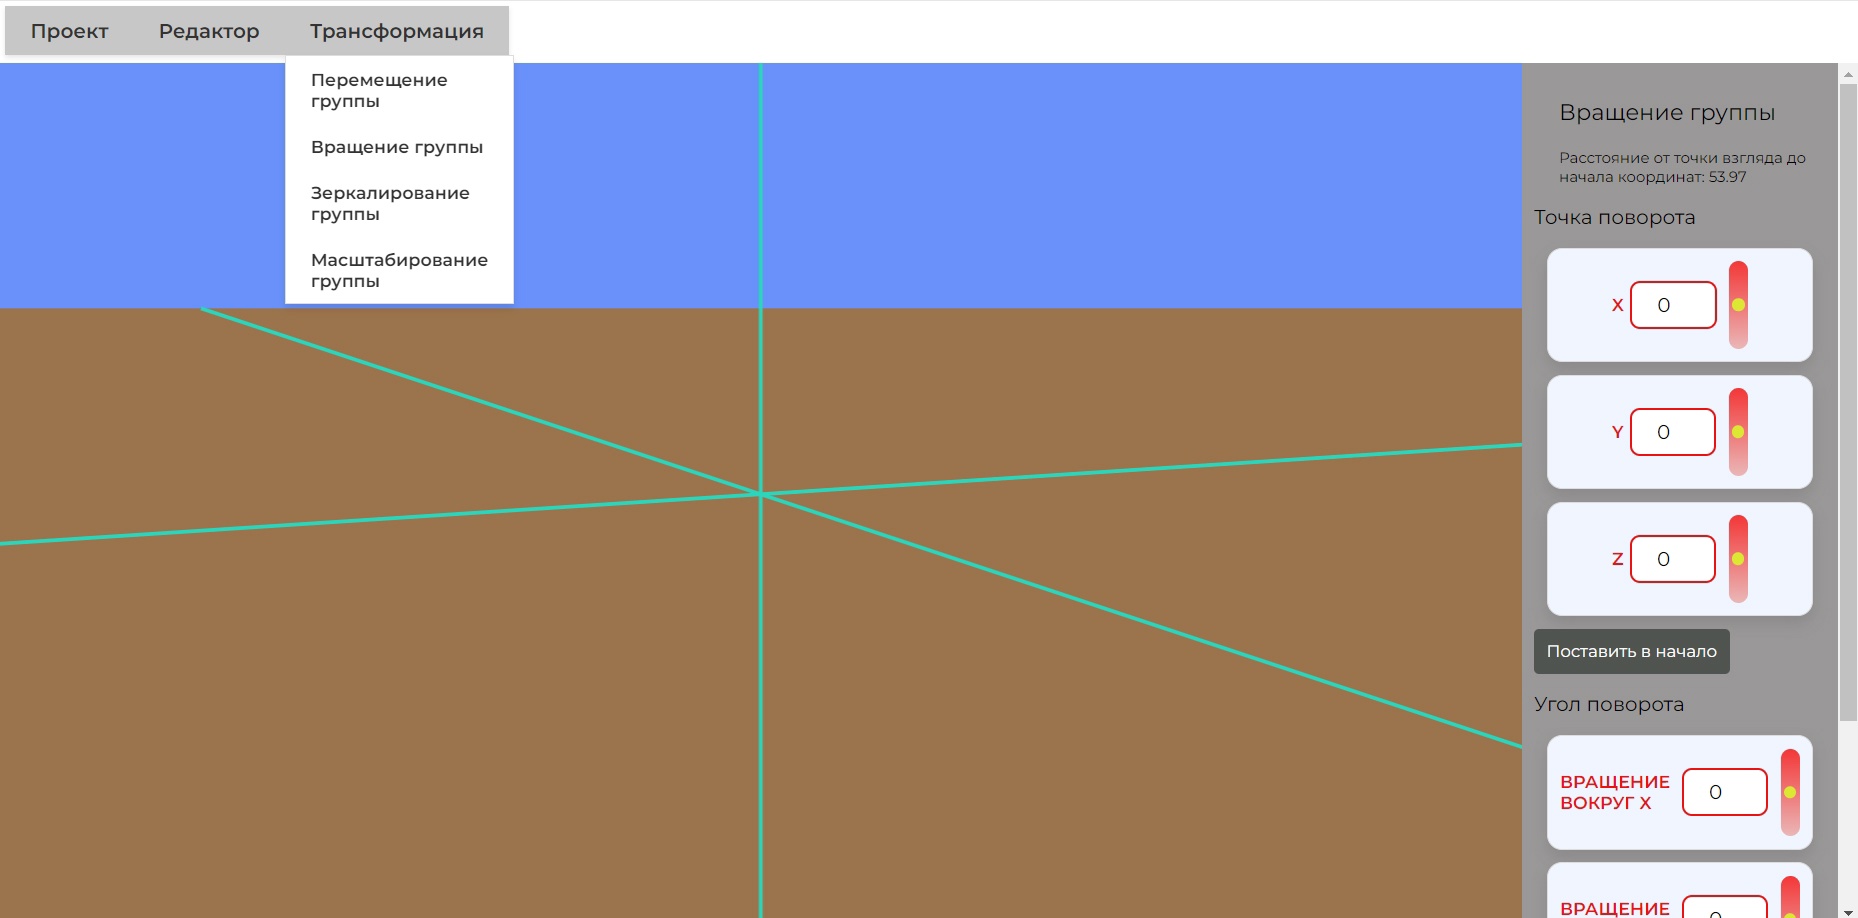 Проект Редактор Трансформация
Перемещение
группы
Вращение группы
Зеркалирование
группы
Масштабирование
группы
Вращение группы
Расстояние от точки взгляда до
начала координат: 53.97
Точка поворота
X 0
Y 0
Z 0
Поставить в начало
Угол поворота
ВРАЩЕНИЕ
ВОКРУГ X
0
ВРАЩЕНИЕ
0